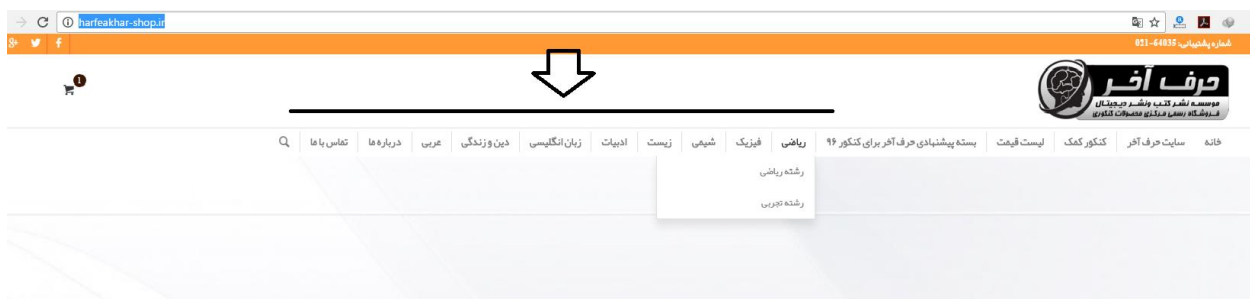 harfeakhar-shop.ir
شماره پشتیبانی: 64035-021
1
حرف آخر
موسسه نشر کتب ونشر دیجیتال
فروشگاه رسمی مرکزی محصولات کنکوری
خانه سایت حرف آخر کنکور کمک لیست قیمت بسته پیشنهادی حرف آخر برای کنکور ۹۶ ریاضی فیزیک شیمی زیست ادبیات زبان انگلیسی دین و زندگی عربی درباره ما تماس با ما
رشته ریاضی
رشته تجربی